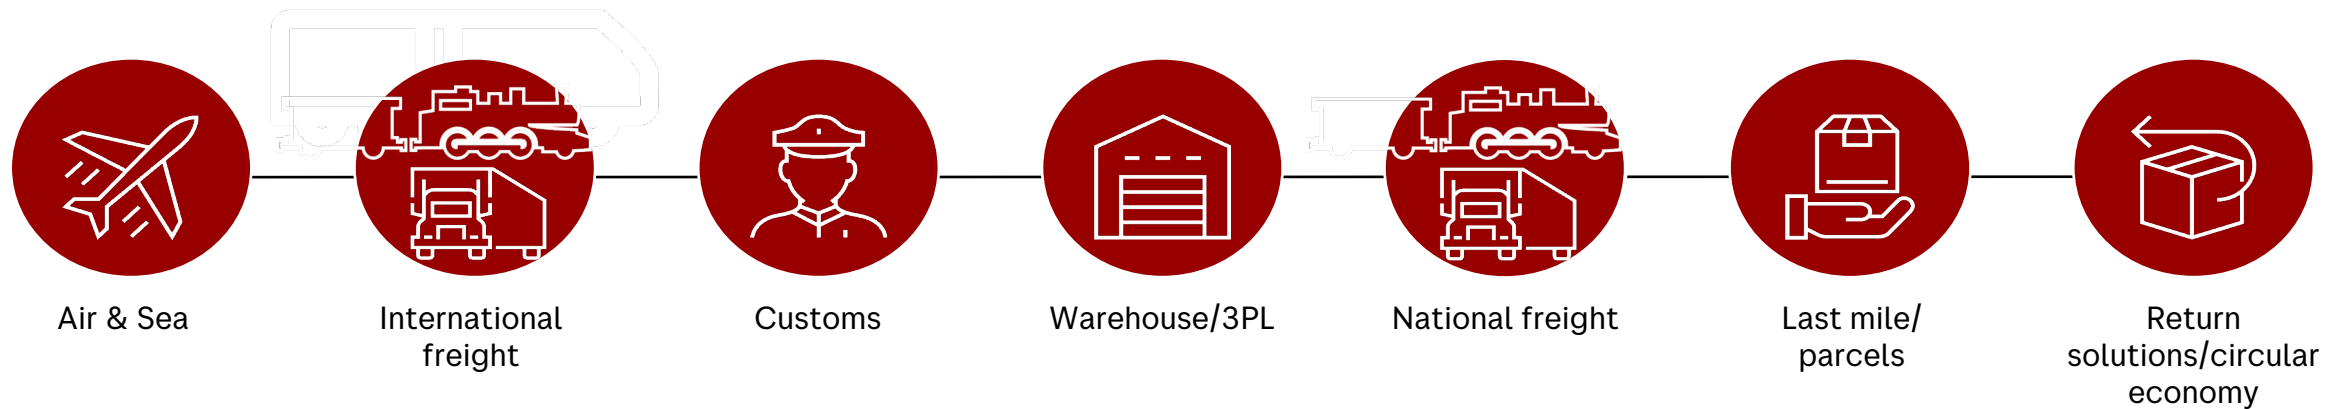 Air & Sea
International
freight
Customs
Warehouse/3PL
National freight
Last mile/
parcels
Return
solutions/circular
economy